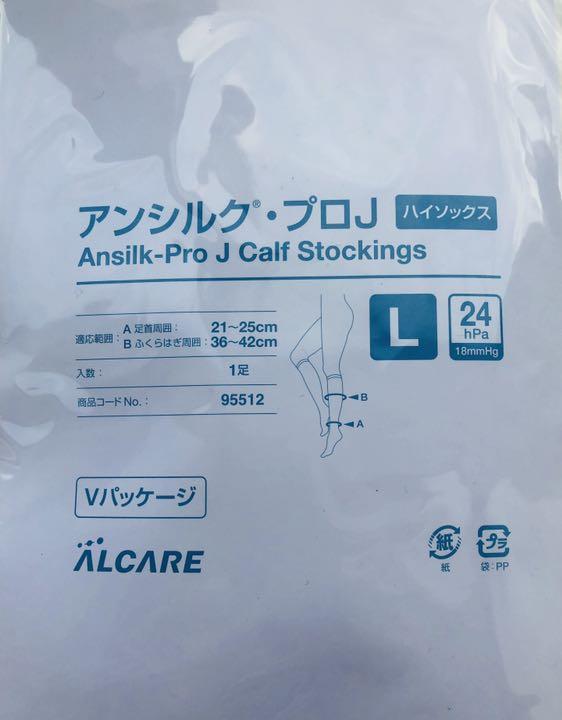 アンシルク®・プロJ ハイソックス
Ansilk-Pro J Calf Stockings
適応範囲: A 足首周囲: 21～25cm
B ふくらはぎ周囲: 36～42cm
入数: 1足
商品コードNo.: 95512
L
24
hPa
18mmHg
B
A
Vパッケージ
ALCARE
紙 プラ
紙 袋:PP